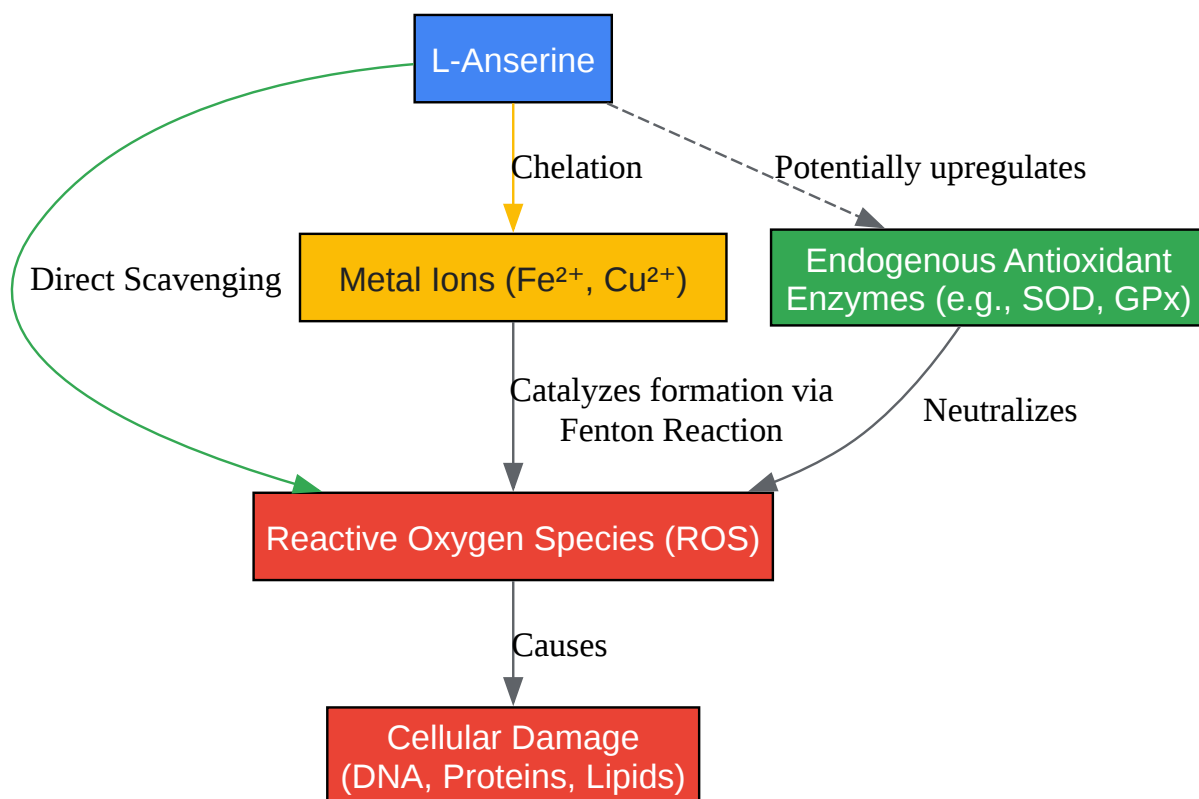 L-Anserine
Chelation
Potentially upregulates
Direct Scavenging
Metal Ions (Fe²⁺, Cu²⁺)
Endogenous Antioxidant
Enzymes (e.g., SOD, GPx)
Catalyzes formation via
Fenton Reaction
Neutralizes
Reactive Oxygen Species (ROS)
Causes
Cellular Damage
(DNA, Proteins, Lipids)